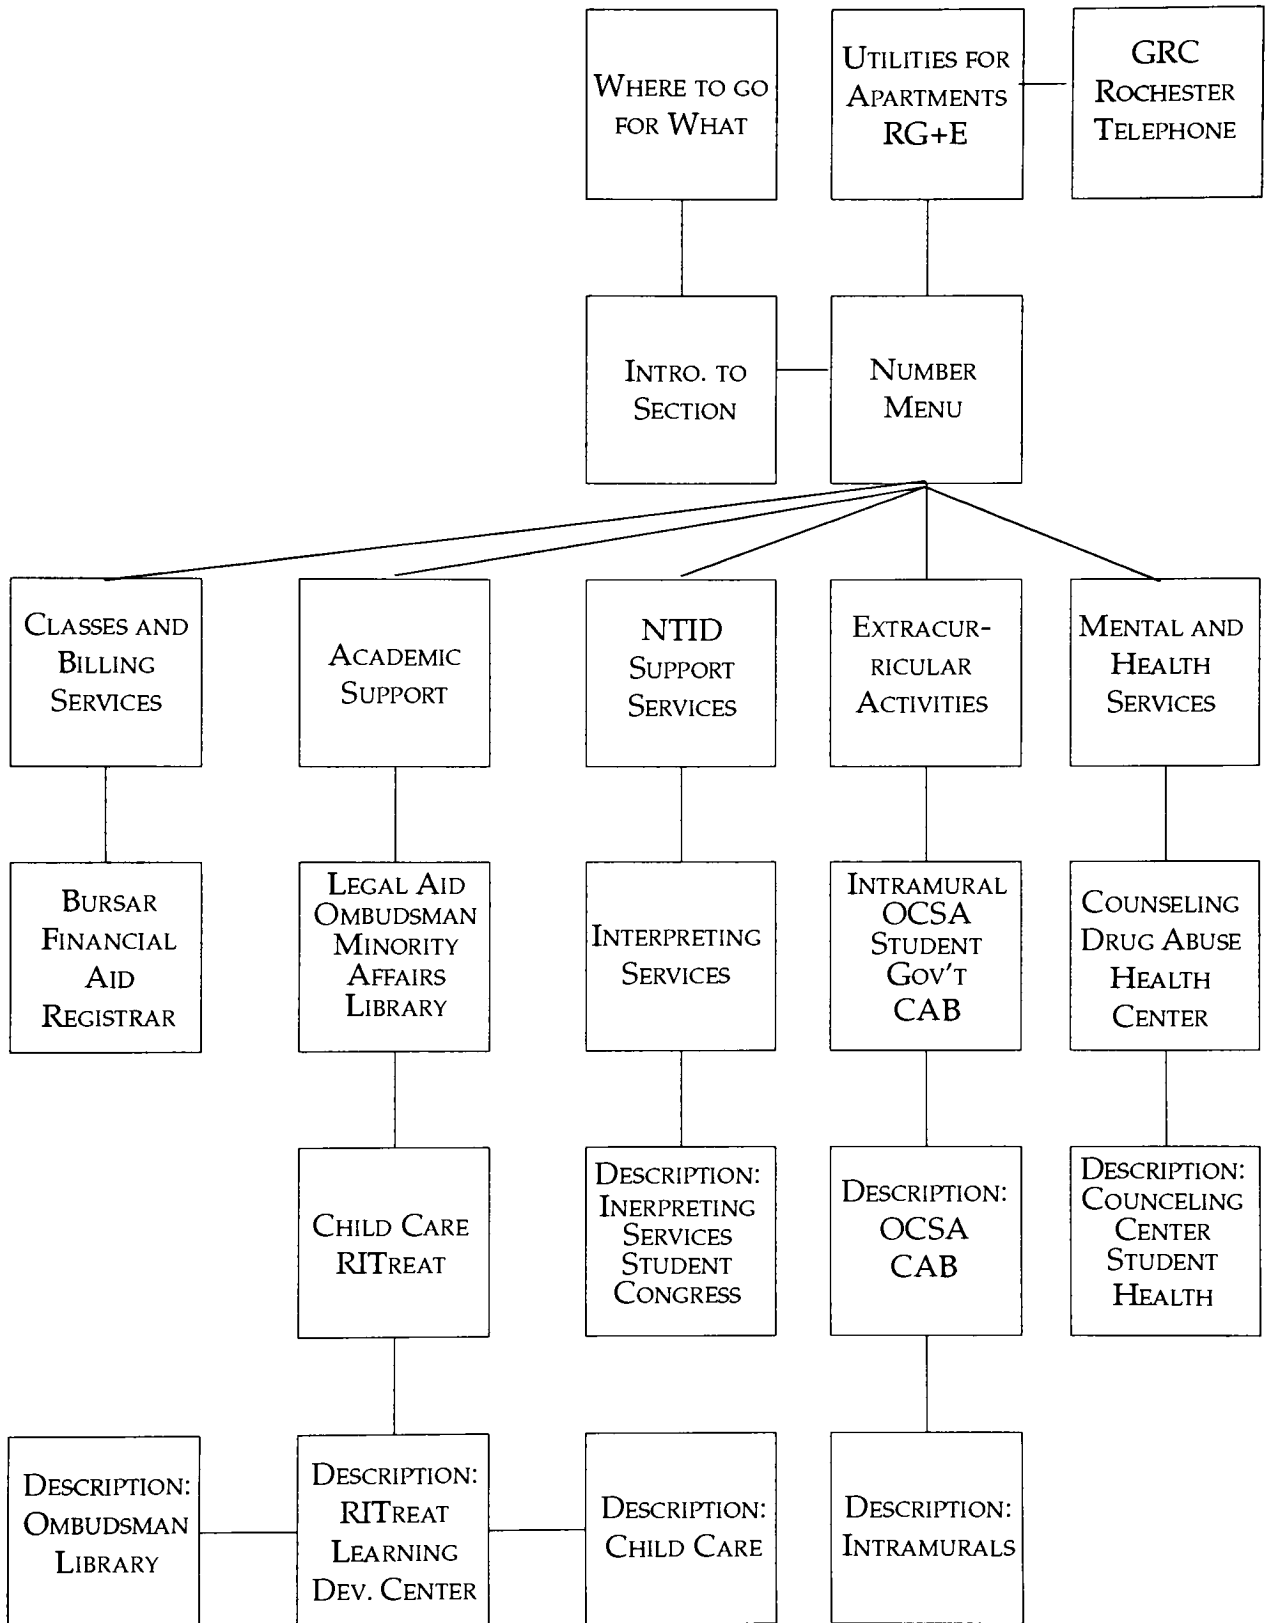 WHERE TO GO
FOR WHAT
UTILITIES FOR
APARTMENTS
RG+E
GRC
ROCHESTER
TELEPHONE
INTRO. TO
SECTION
NUMBER
MENU
CLASSES AND
BILLING
SERVICES
ACADEMIC
SUPPORT
NTID
SUPPORT
SERVICES
EXTRACUR-
RICULAR
ACTIVITIES
MENTAL AND
HEALTH
SERVICES
BURSAR
FINANCIAL
AID
REGISTRAR
LEGAL AID
OMBUDSMAN
MINORITY
AFFAIRS
LIBRARY
INTERPRETING
SERVICES
INTRAMURAL
OCSA
STUDENT
GOV'T
CAB
COUNSELING
DRUG ABUSE
HEALTH
CENTER
CHILD CARE
RITREAT
DESCRIPTION:
INERPRETING
SERVICES
STUDENT
CONGRESS
DESCRIPTION:
OCSA
CAB
DESCRIPTION:
COUNCELING
CENTER
STUDENT
HEALTH
DESCRIPTION:
OMBUDSMAN
LIBRARY
DESCRIPTION:
RITREAT
LEARNING
DEV. CENTER
DESCRIPTION:
CHILD CARE
DESCRIPTION:
INTRAMURALS